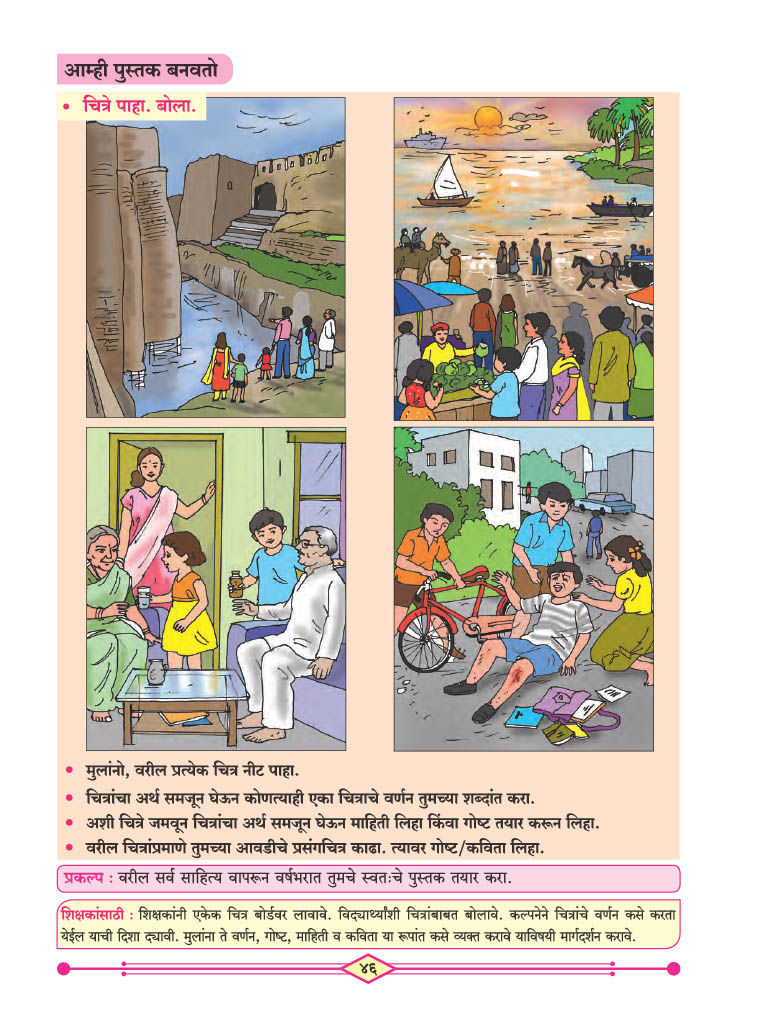 आम्ही पुस्तक बनवतो
• चित्रे पाहा. बोला.
• मुलांनो, वरील प्रत्येक चित्र नीट पाहा.
• चित्रांचा अर्थ समजून घेऊन कोणत्याही एका चित्राचे वर्णन तुमच्या शब्दांत करा.
• अशी चित्रे जमवून चित्रांचा अर्थ समजून घेऊन माहिती लिहा किंवा गोष्ट तयार करून लिहा.
• वरील चित्रांप्रमाणे तुमच्या आवडीचे प्रसंगचित्र काढा. त्यावर गोष्ट/कविता लिहा.
प्रकल्प : वरील सर्व साहित्य वापरून वर्षभरात तुमचे स्वतःचे पुस्तक तयार करा.
शिक्षकांसाठी : शिक्षकांनी एकेक चित्र बोर्डवर लावावे. विद्यार्थ्यांशी चित्रांबाबत बोलावे. कल्पनेने चित्रांचे वर्णन कसे करता
येईल याची दिशा द्यावी. मुलांना ते वर्णन, गोष्ट, माहिती व कविता या रूपांत कसे व्यक्त करावे याविषयी मार्गदर्शन करावे.
४६